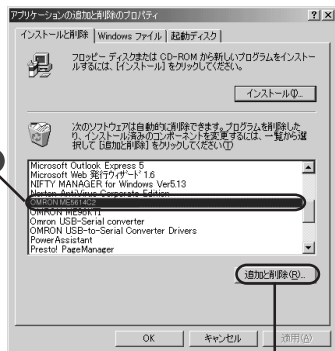 アプリケーションの追加と削除のプロパティ
インストールと削除 Windows ファイル 起動ディスク
フロッピー ディスクまたは CD-ROM から新しいプログラムをインストー
ルするには、[インストール] をクリックしてください。
インストール(I)...
次のソフトウェアは自動的に削除できます。プログラムを削除した
り、インストール済みのコンポーネントを変更するには、一覧から選
択して [追加と削除] をクリックしてください(T)
Microsoft Outlook Express 5
Microsoft Web 発行ウィザード 1.6
NIFTY MANAGER for Windows Ver5.13
Norton AntiVirus Corporate Edition
OMRON ME5614C2
OMRON ME56KT1
Omron USB-Serial converter
OMRON USB-to-Serial Converter Drivers
PowerAssistant
Presto! PageManager
追加と削除(R)...
OK キャンセル 適用(A)